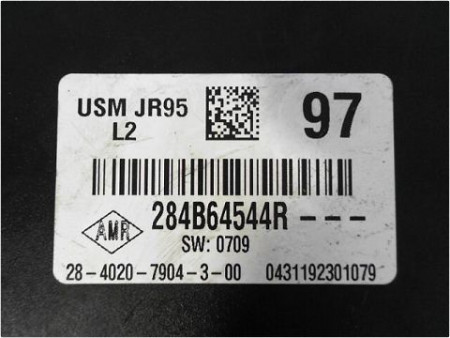 USM JR95 97
L2
284B64544R---
AMR
SW: 0709
28-4020-7904-3-00 0431192301079